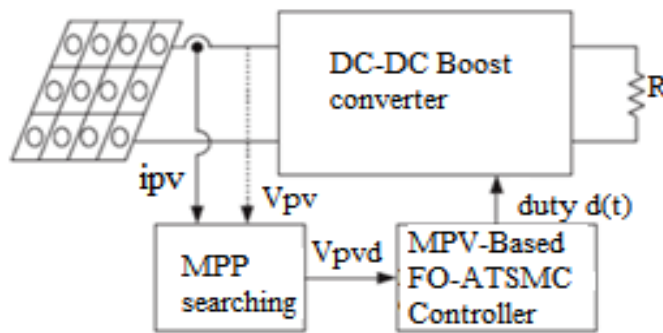 DC-DC Boost
converter
R
ipv
Vpv
duty d(t)
MPP
searching
Vpvd
MPV-Based
FO-ATSMC
Controller